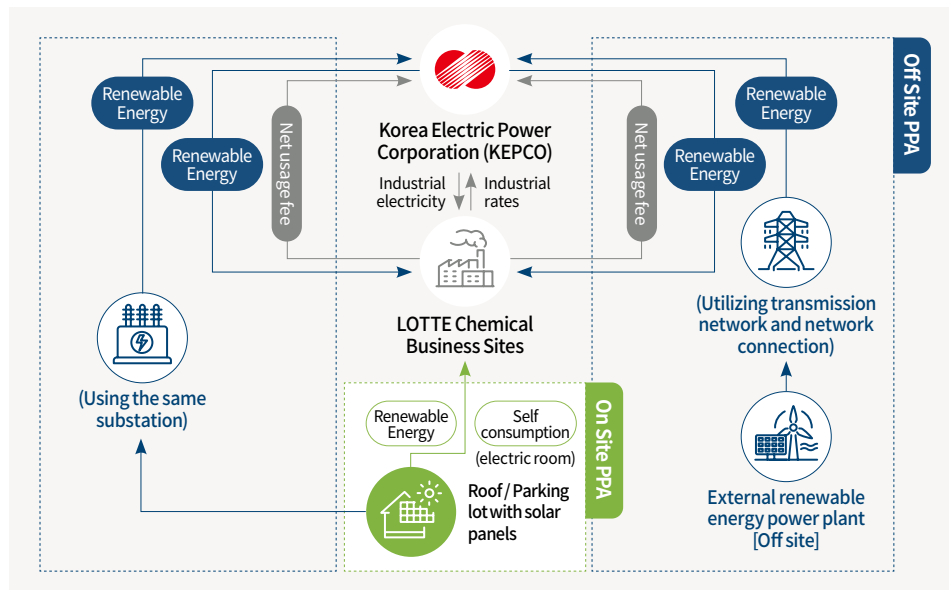 Off Site PPA
Renewable
Energy
Renewable
Energy
Net usage fee
Korea Electric Power
Corporation (KEPCO)
Industrial
electricity
Industrial
rates
Net usage fee
Renewable
Energy
Renewable
Energy
LOTTE Chemical
Business Sites
(Using the same
substation)
(Utilizing transmission
network and network
connection)
On Site PPA
Renewable
Energy
Self
consumption
(electric room)
Roof / Parking
lot with solar
panels
External renewable
energy power plant
[Off site]